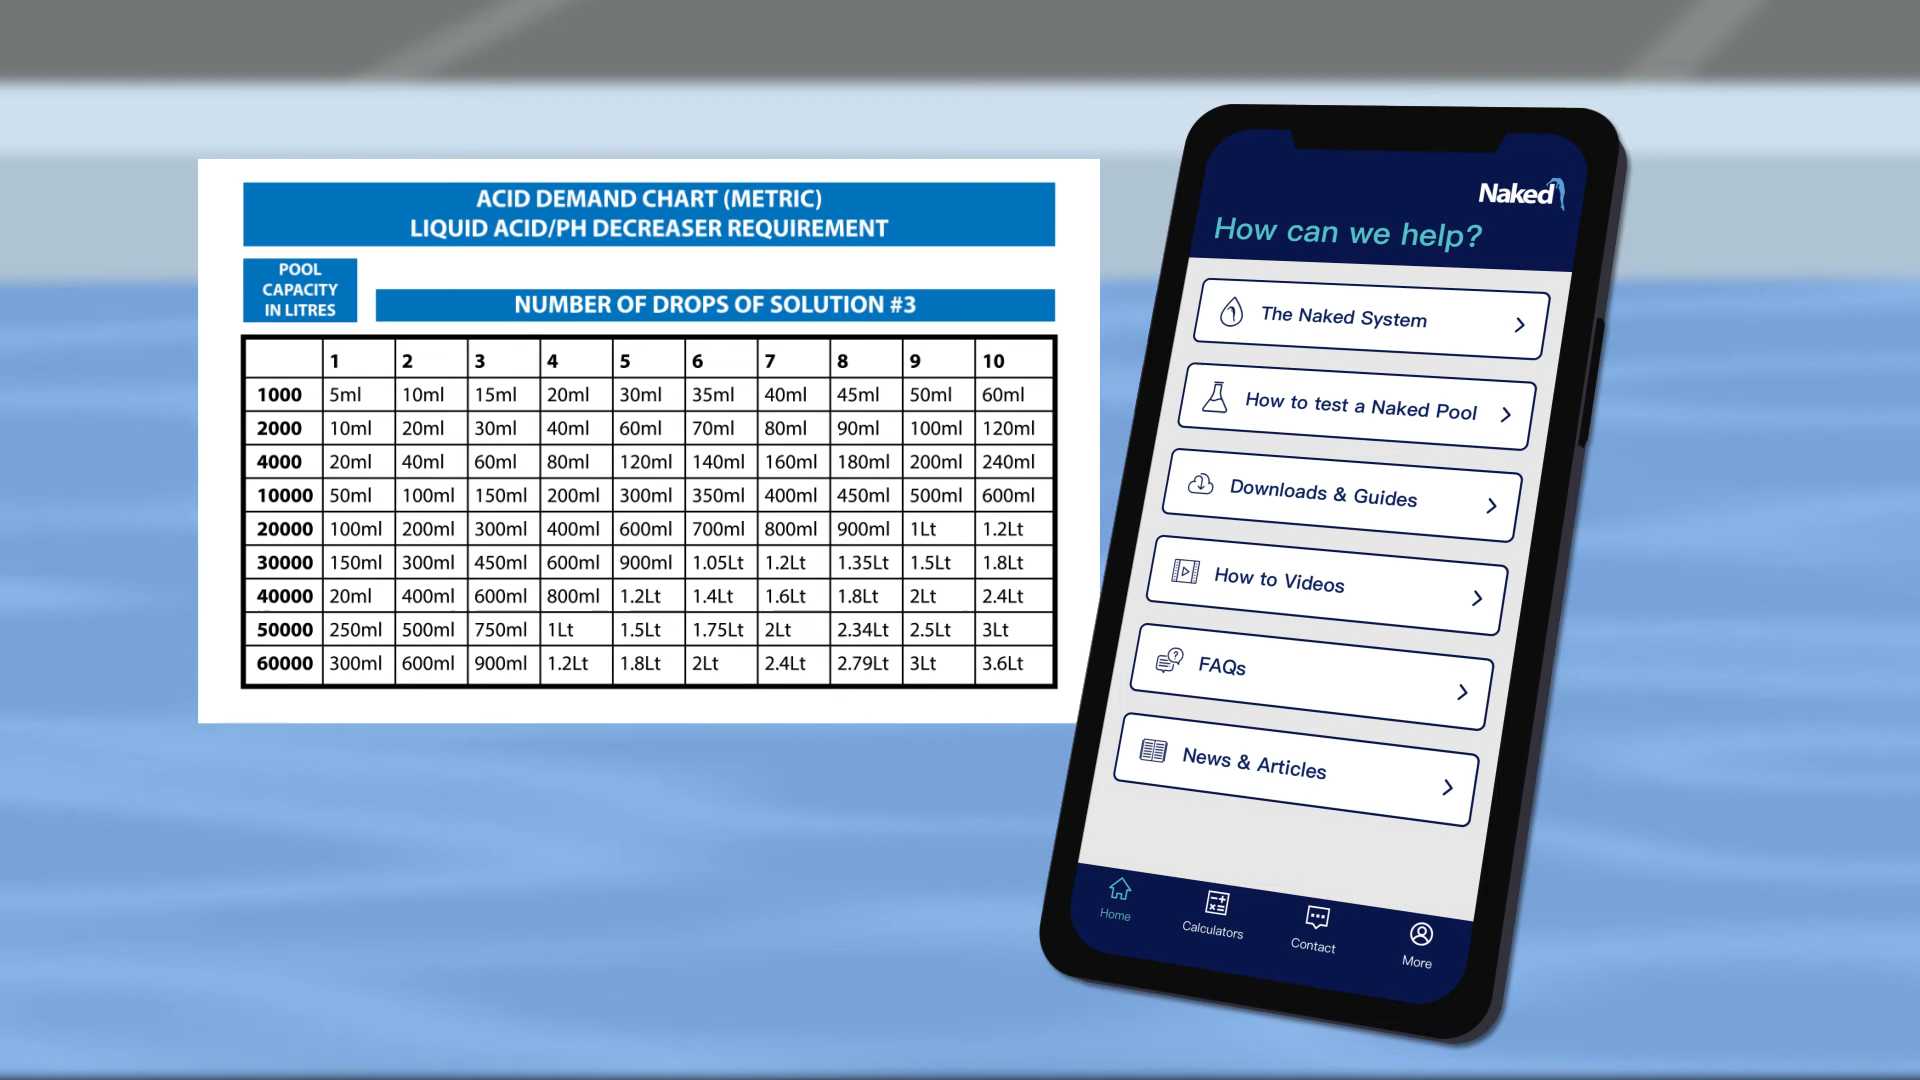 ACID DEMAND CHART (METRIC)
LIQUID ACID/PH DECREASER REQUIREMENT
POOL
CAPACITY
IN LITRES
NUMBER OF DROPS OF SOLUTION #3
1 2 3 4 5 6 7 8 9 10
1000 5ml 10ml 15ml 20ml 30ml 35ml 40ml 45ml 50ml 60ml
2000 10ml 20ml 30ml 40ml 60ml 70ml 80ml 90ml 100ml 120ml
4000 20ml 40ml 60ml 80ml 120ml 140ml 160ml 180ml 200ml 240ml
10000 50ml 100ml 150ml 200ml 300ml 350ml 400ml 450ml 500ml 600ml
20000 100ml 200ml 300ml 400ml 600ml 700ml 800ml 900ml 1Lt 1.2Lt
30000 150ml 300ml 450ml 600ml 900ml 1.05Lt 1.2Lt 1.35Lt 1.5Lt 1.8Lt
40000 20ml 400ml 600ml 800ml 1.2Lt 1.4Lt 1.6Lt 1.8Lt 2Lt 2.4Lt
50000 250ml 500ml 750ml 1Lt 1.5Lt 1.75Lt 2Lt 2.34Lt 2.5Lt 3Lt
60000 300ml 600ml 900ml 1.2Lt 1.8Lt 2Lt 2.4Lt 2.79Lt 3Lt 3.6Lt
Naked
How can we help?
The Naked System
How to test a Naked Pool
Downloads & Guides
How to Videos
FAQs
News & Articles
Home
Calculators
Contact
More